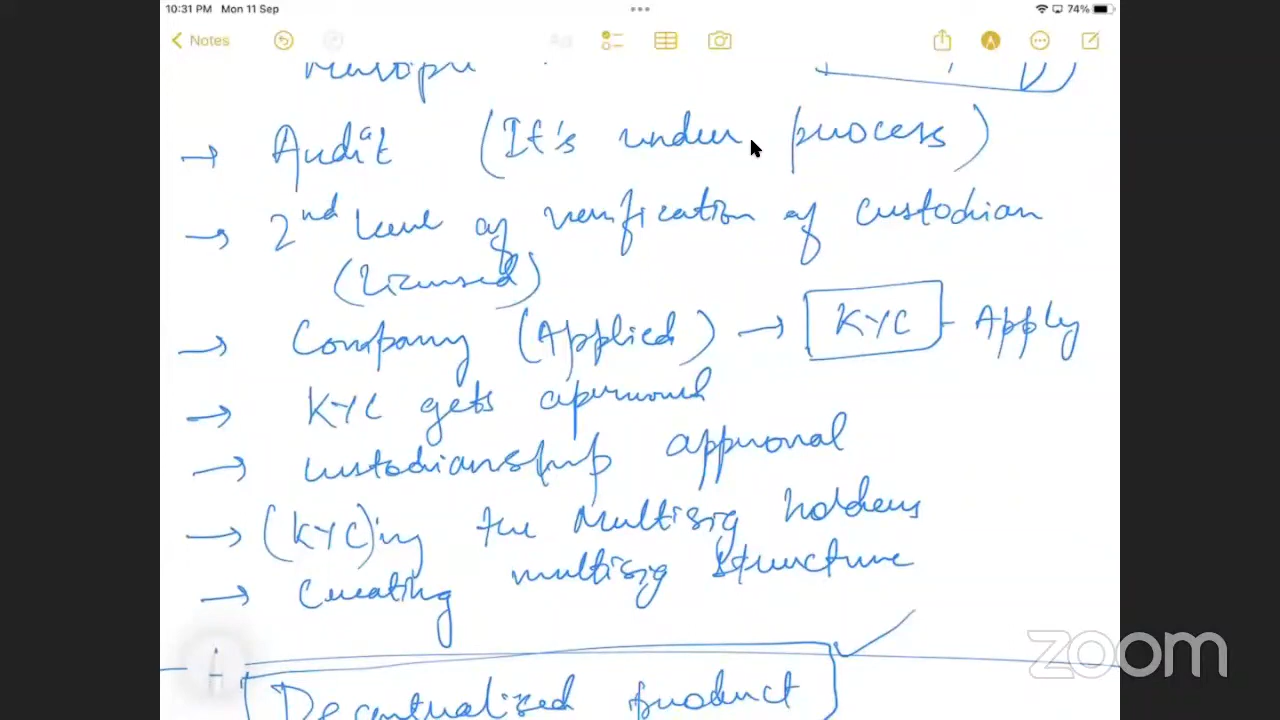 10:31 PM Mon 11 Sep
74%
Notes
→ Audit (It's under process)
→ 2nd level of verification of custodian
(Licensed)
→ Company (Applied) → KYC - Apply
→ KYC gets approved
→ custodianship approval
→ (KYC)ing the Multisig holders
→ Creating multisig structure
Decentralized product
zoom